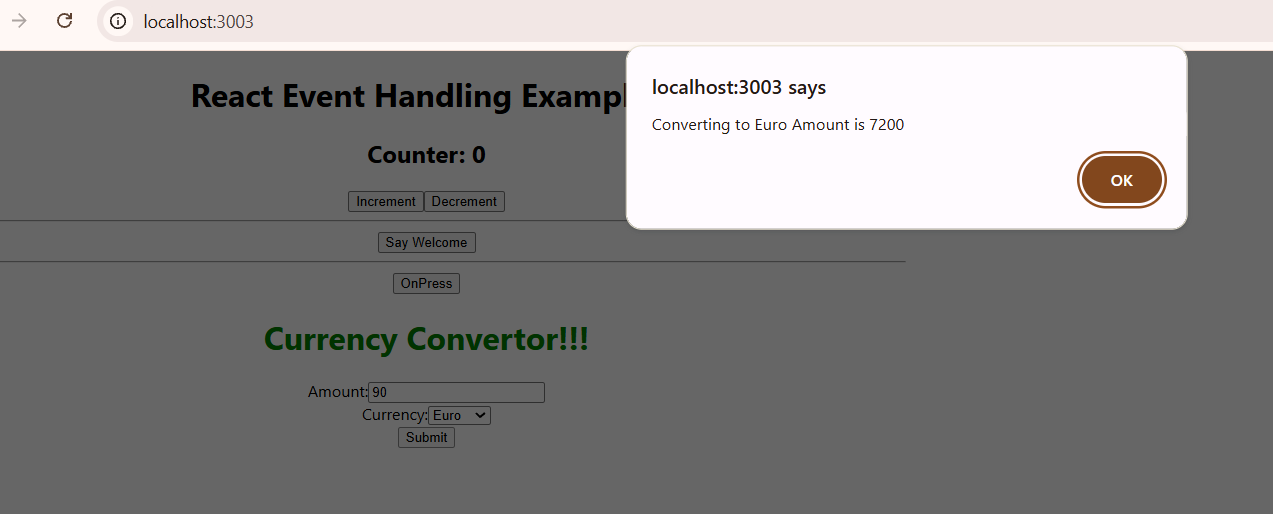 localhost:3003
localhost:3003 says
Converting to Euro Amount is 7200
OK
React Event Handling Exampl
Counter: 0
Increment Decrement
Say Welcome
OnPress
Currency Convertor!!!
Amount: 90
Currency: Euro
Submit